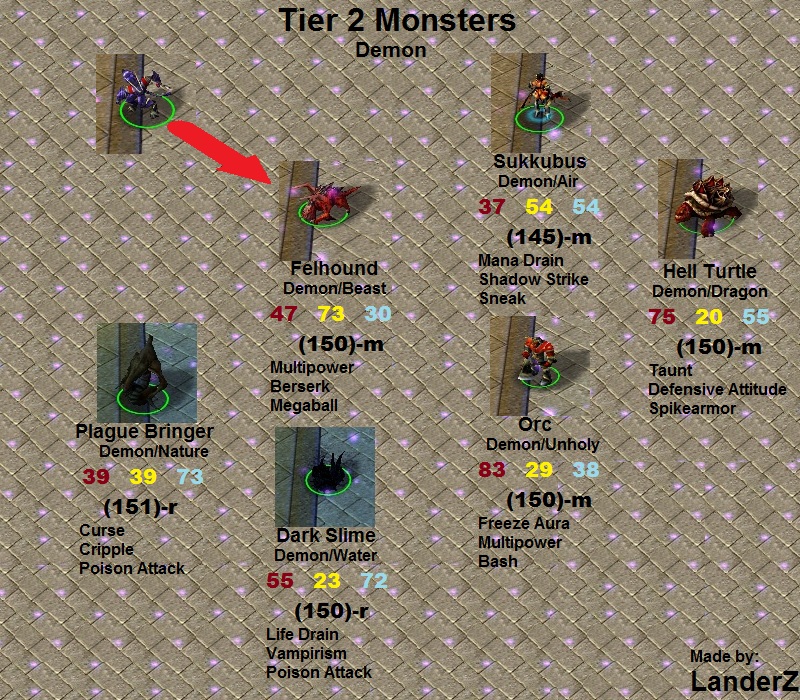 Tier 2 Monsters
Demon
Sukkubus
Demon/Air
37 54 54
(145)-m
Mana Drain
Shadow Strike
Sneak
Felhound
Demon/Beast
47 73 30
(150)-m
Multipower
Berserk
Megaball
Hell Turtle
Demon/Dragon
75 20 55
(150)-m
Taunt
Defensive Attitude
Spikearmor
Plague Bringer
Demon/Nature
39 39 73
(151)-r
Curse
Cripple
Poison Attack
Orc
Demon/Unholy
83 29 38
(150)-m
Freeze Aura
Multipower
Bash
Dark Slime
Demon/Water
55 23 72
(150)-r
Life Drain
Vampirism
Poison Attack
Made by:
LanderZ